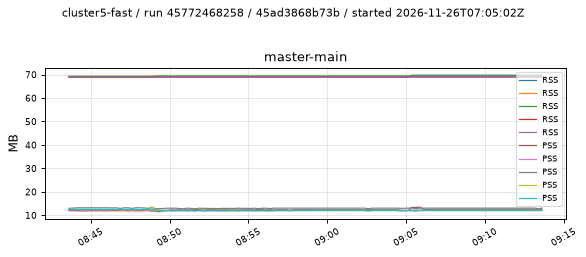 cluster5-fast / run 45772468258 / 45ad3868b73b / started 2026-11-26T07:05:02Z
master-main
MB
70
60
50
40
30
20
10
RSS
RSS
RSS
RSS
RSS
PSS
PSS
PSS
PSS
PSS
08:45
08:50
08:55
09:00
09:05
09:10
09:15